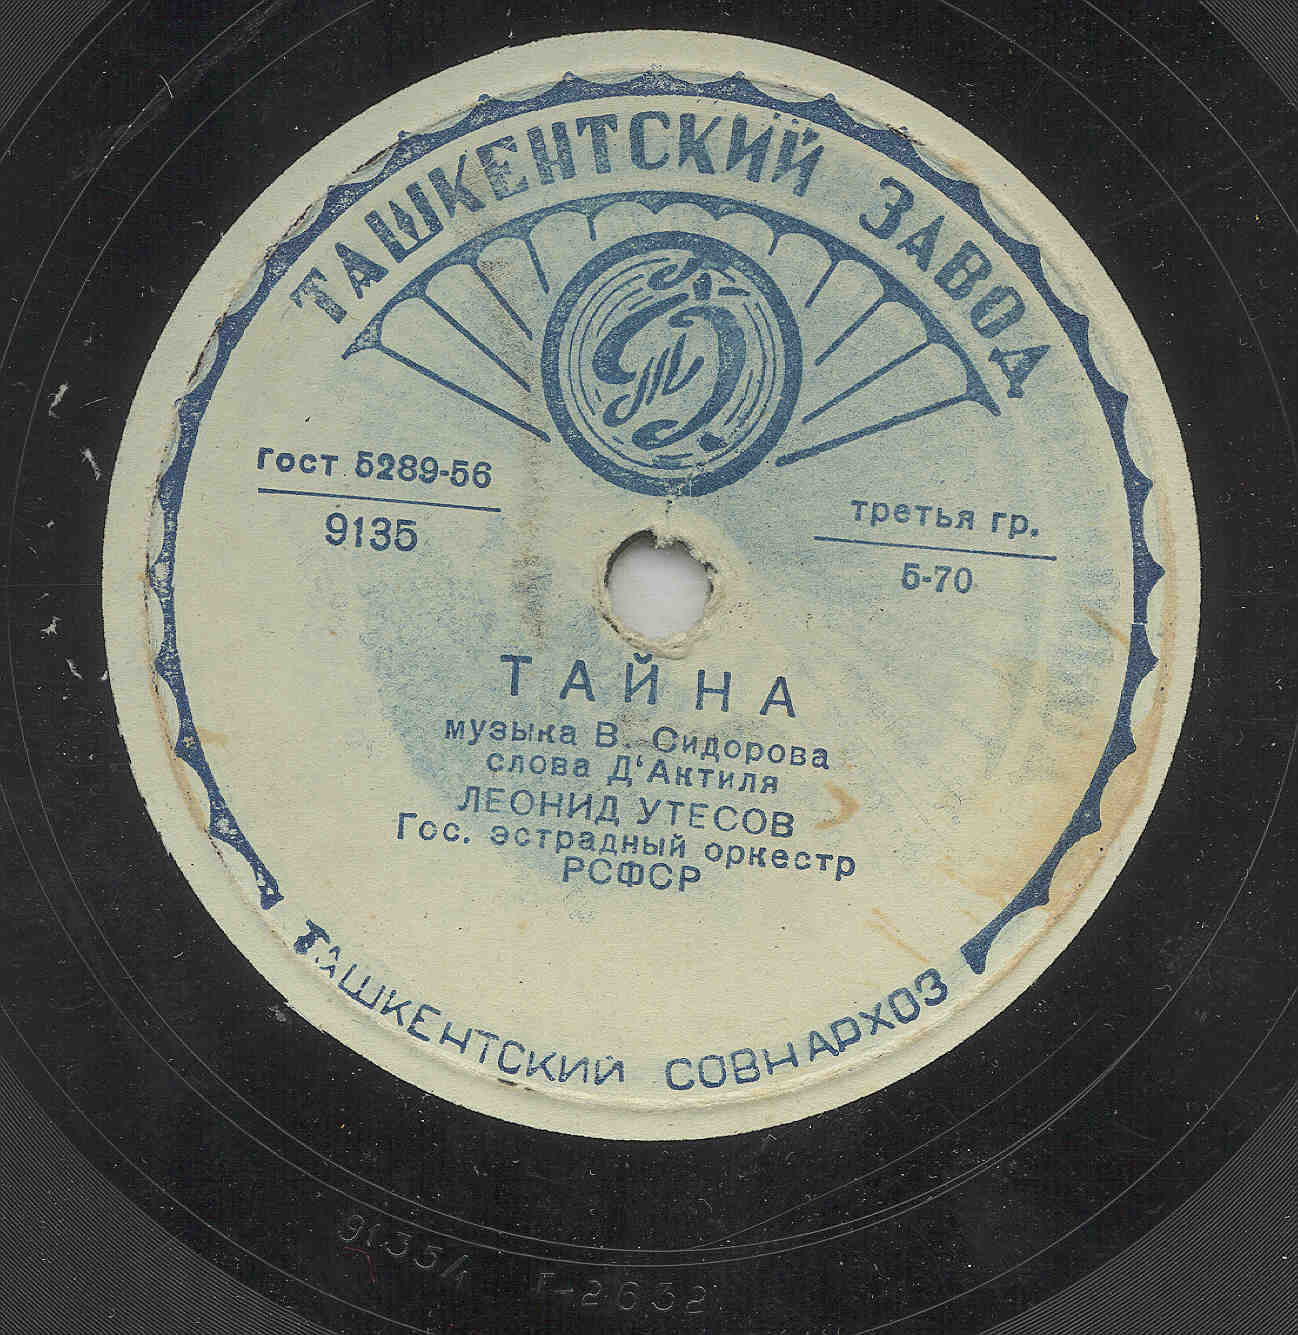 ТАШКЕНТСКИЙ ЗАВОД
гост 5289-56
9135
третья гр.
5-70
ТАЙНА
музыка В. Сидорова
слова Д'Актиля
ЛЕОНИД УТЕСОВ
Гос. эстрадный оркестр
РСФСР
ТАШКЕНТСКИЙ СОВНАРХОЗ
Т-2632